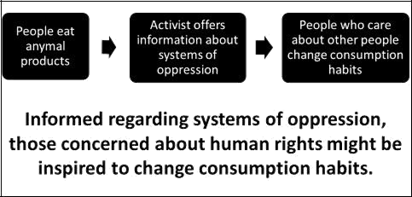 People eat
anymal
products
Activist offers
information about
systems of
oppression
People who care
about other people
change consumption
habits
Informed regarding systems of oppression,
those concerned about human rights might be
inspired to change consumption habits.